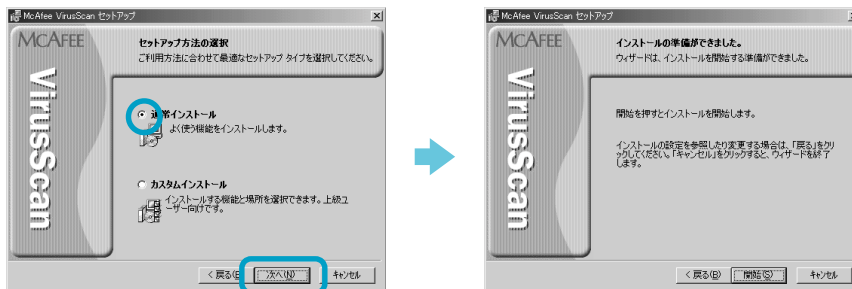 McAfee VirusScan セットアップ
MCAFEE
VirusScan
セットアップ方法の選択
ご利用方法に合わせて最適なセットアップ タイプを選択してください。
通常インストール
よく使う機能をインストールします。
カスタムインストール
インストールする機能と場所を選択できます。上級ユ
ーザー向けです。
< 戻る(B)
次へ(N)
キャンセル
McAfee VirusScan セットアップ
MCAFEE
VirusScan
インストールの準備ができました。
ウィザードは、インストールを開始する準備ができました。
開始を押すとインストールを開始します。
インストールの設定を参照したり変更する場合は、「戻る」をクリ
ックしてください。「キャンセル」をクリックすると、ウィザードを終了
します。
< 戻る(B)
開始(S)
キャンセル